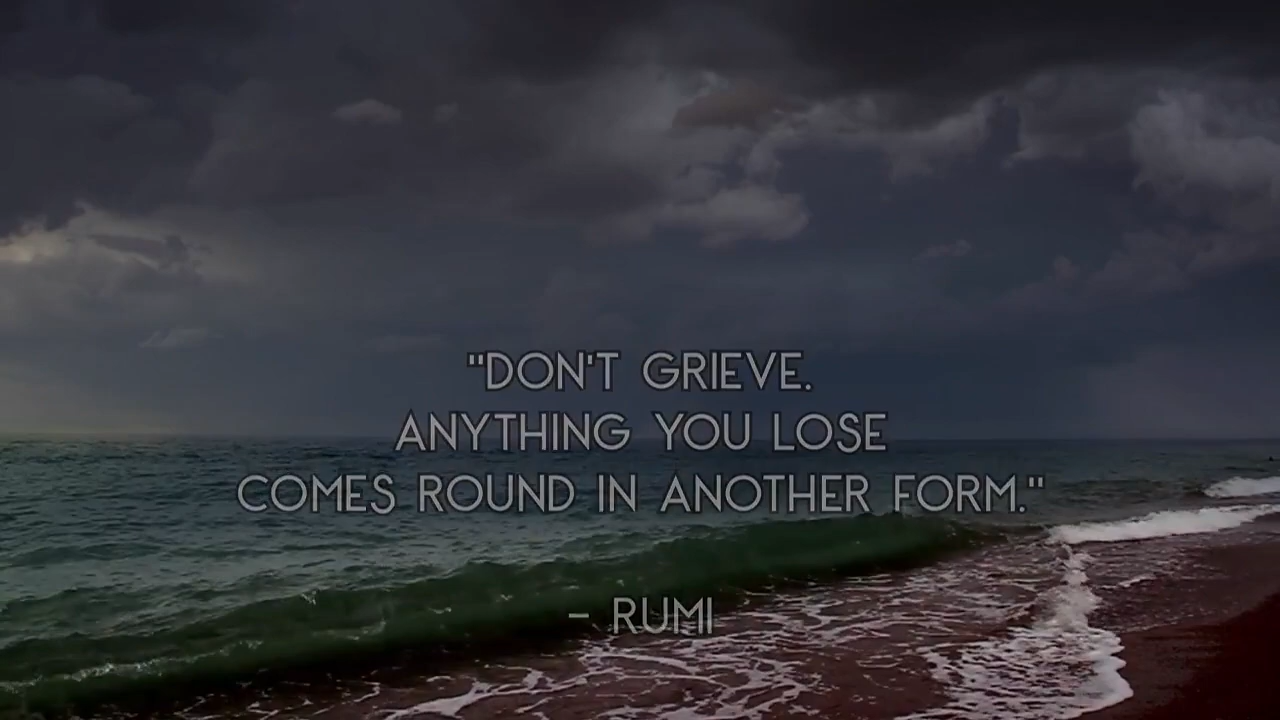 "DON'T GRIEVE.
ANYTHING YOU LOSE
COMES ROUND IN ANOTHER FORM."
- RUMI